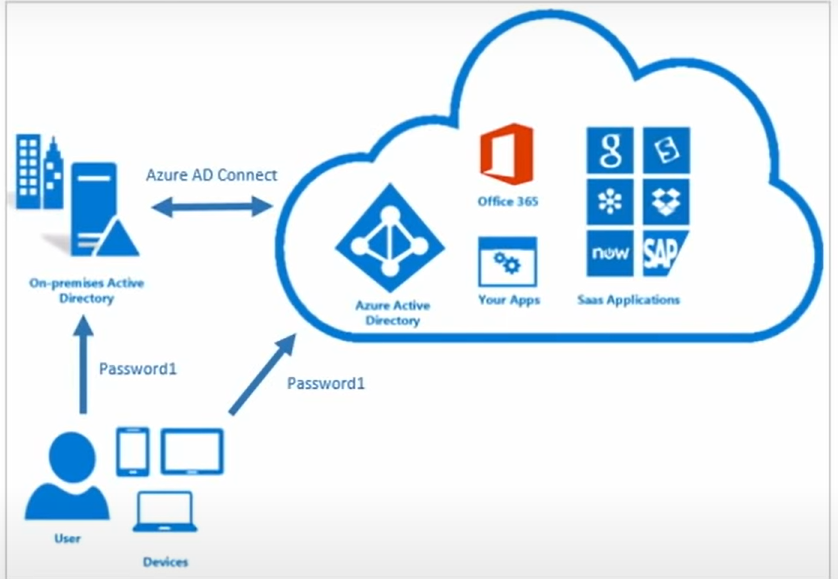 Azure AD Connect
On-premises Active
Directory
Password1
User
Devices
Password1
Azure Active
Directory
Office 365
Your Apps
g
now
SAP
Saas Applications